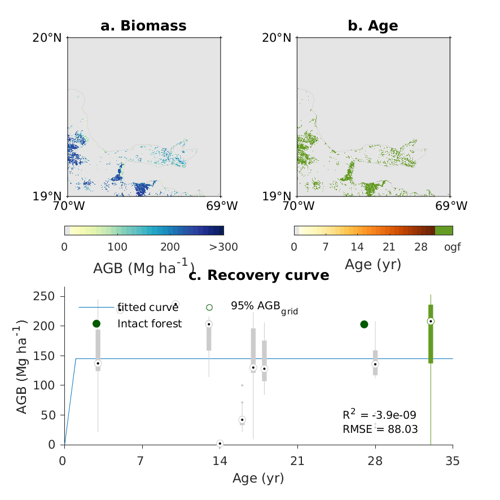 a. Biomass
b. Age
20°N
20°N
19°N
19°N
70°W
69°W
70°W
69°W
0 100 200 >300
0 7 14 21 28 ogf
AGB (Mg ha-1)
Age (yr)
c. Recovery curve
fitted curve
95% AGBgrid
Intact forest
250
200
150
100
50
0
AGB (Mg ha-1)
R2 = -3.9e-09
RMSE = 88.03
0 7 14 21 28 35
Age (yr)